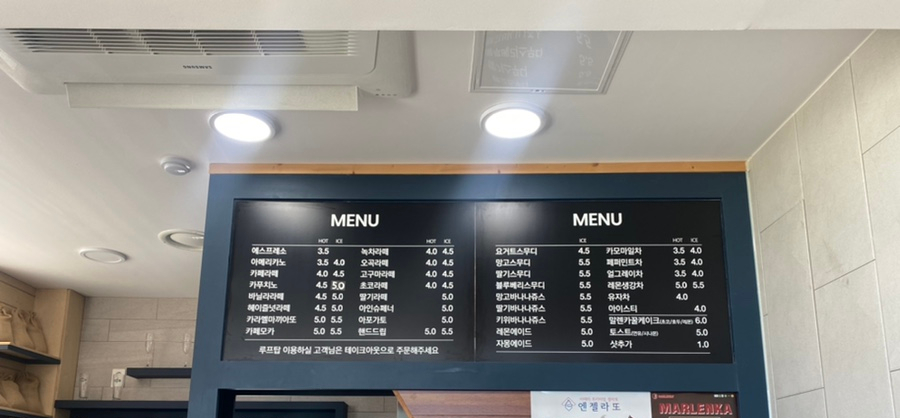 MENU
HOT ICE HOT ICE
에스프레소 3.5 녹차라떼 4.0 4.5
아메리카노 3.5 4.0 오곡라떼 4.0 4.5
카페라떼 4.0 4.5 고구마라떼 4.0 4.5
카푸치노 4.5 5.0 초코라떼 4.0 4.5
바닐라라떼 4.5 5.0 딸기라떼 5.0
헤이즐넛라떼 4.5 5.0 아인슈페너 5.0
카라멜마끼아또 5.0 5.5 아포가토 5.0
카페모카 5.0 5.5 핸드드립 5.0 5.5
루프탑 이용하실 고객님은 테이크아웃으로 주문해주세요
MENU
ICE HOT ICE
요거트스무디 4.5 카모마일차 3.5 4.0
망고스무디 5.5 페퍼민트차 3.5 4.0
딸기스무디 5.5 얼그레이차 3.5 4.0
블루베리스무디 5.5 레몬생강차 5.0 5.5
망고바나나쥬스 5.5 유자차 4.0
딸기바나나쥬스 5.5 아이스티 4.0
키위바나나쥬스 5.5 말렌카꿀케이크 6.0
레몬에이드 5.5 토스트 5.0
자몽에이드 5.5 샷추가 1.0
SAMSUNG
엔젤라또
MARLENKA